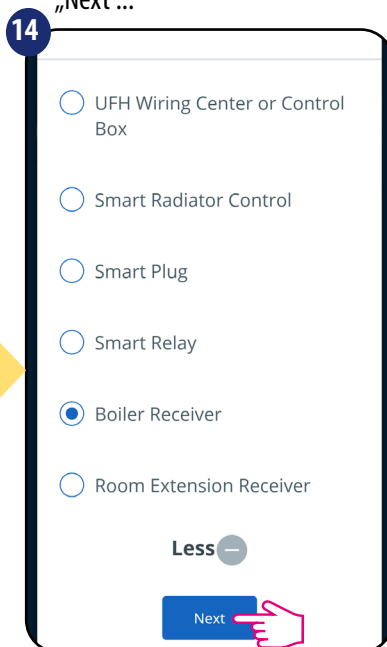 „Next ...
14
UFH Wiring Center or Control
Box
Smart Radiator Control
Smart Plug
Smart Relay
Boiler Receiver
Room Extension Receiver
Less
Next